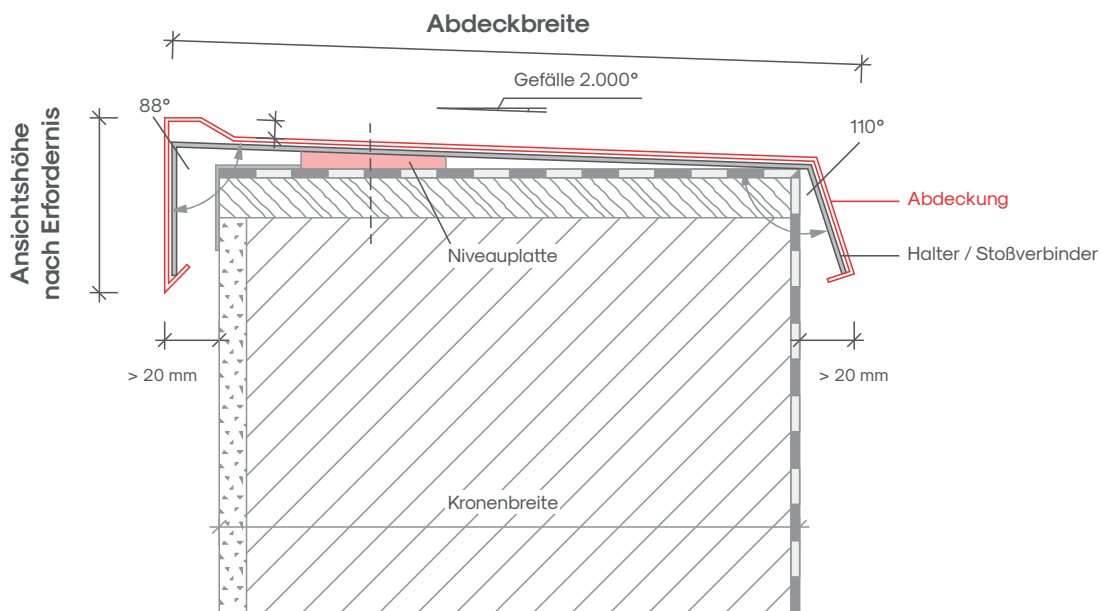 Abdeckbreite
Gefälle 2.000°
88°
110°
Ansichtshöhe
nach Erfordernis
Abdeckung
Niveauplatte
Halter / Stoßverbinder
> 20 mm
> 20 mm
Kronenbreite